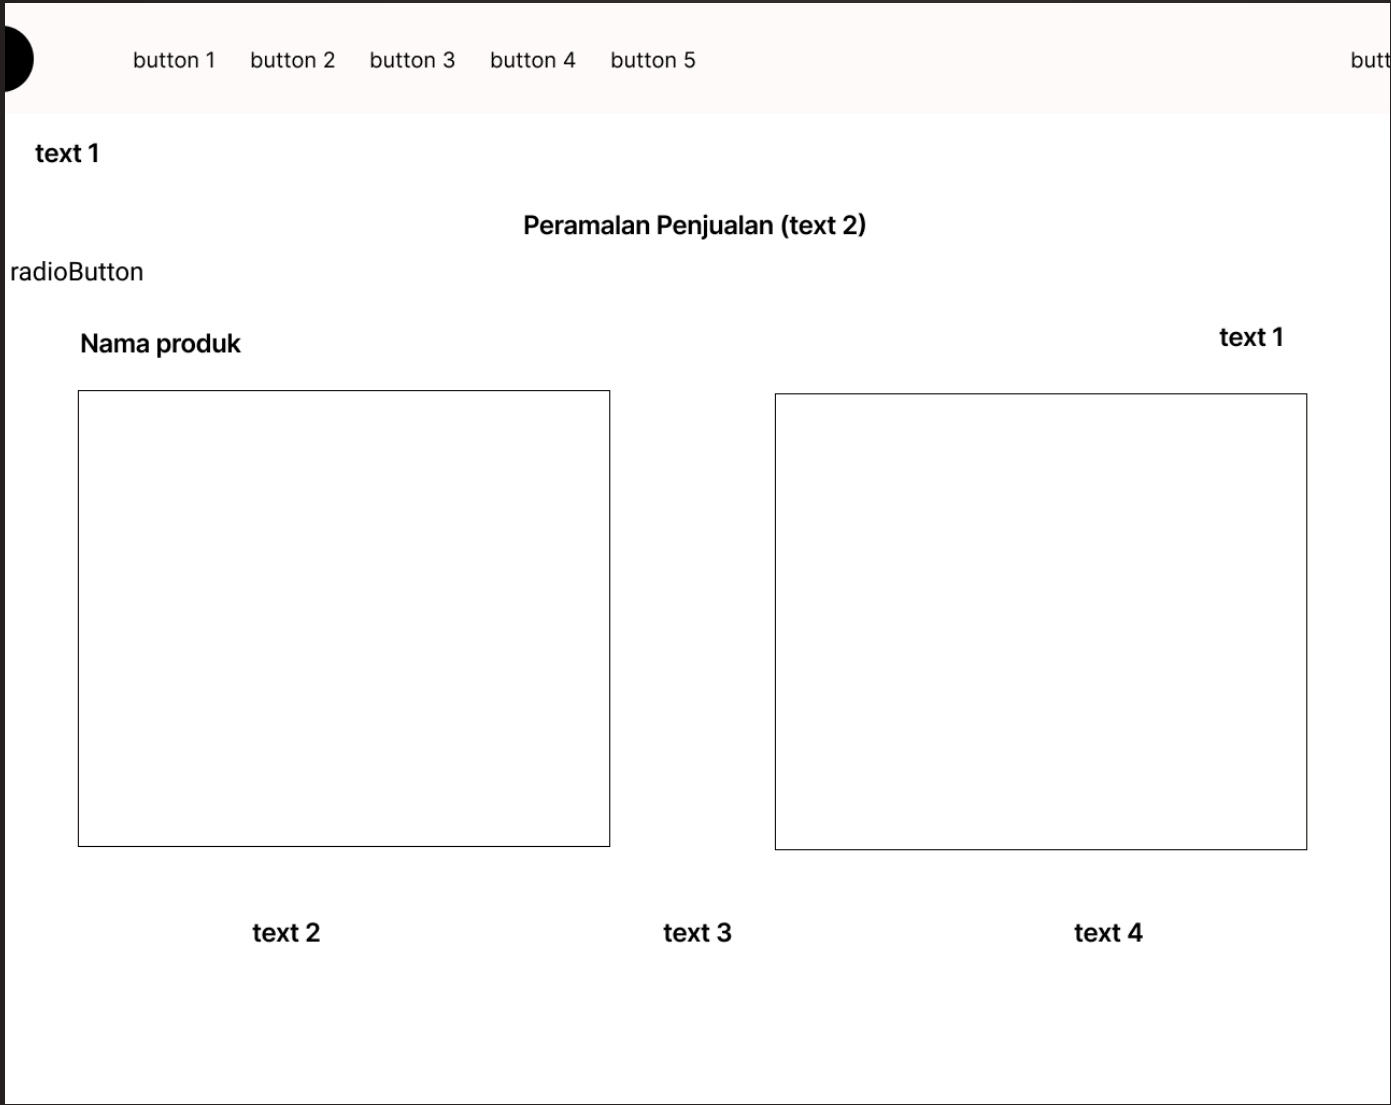 button 1 button 2 button 3 button 4 button 5 butt
text 1
Peramalan Penjualan (text 2)
radioButton
Nama produk text 1
text 2 text 3 text 4